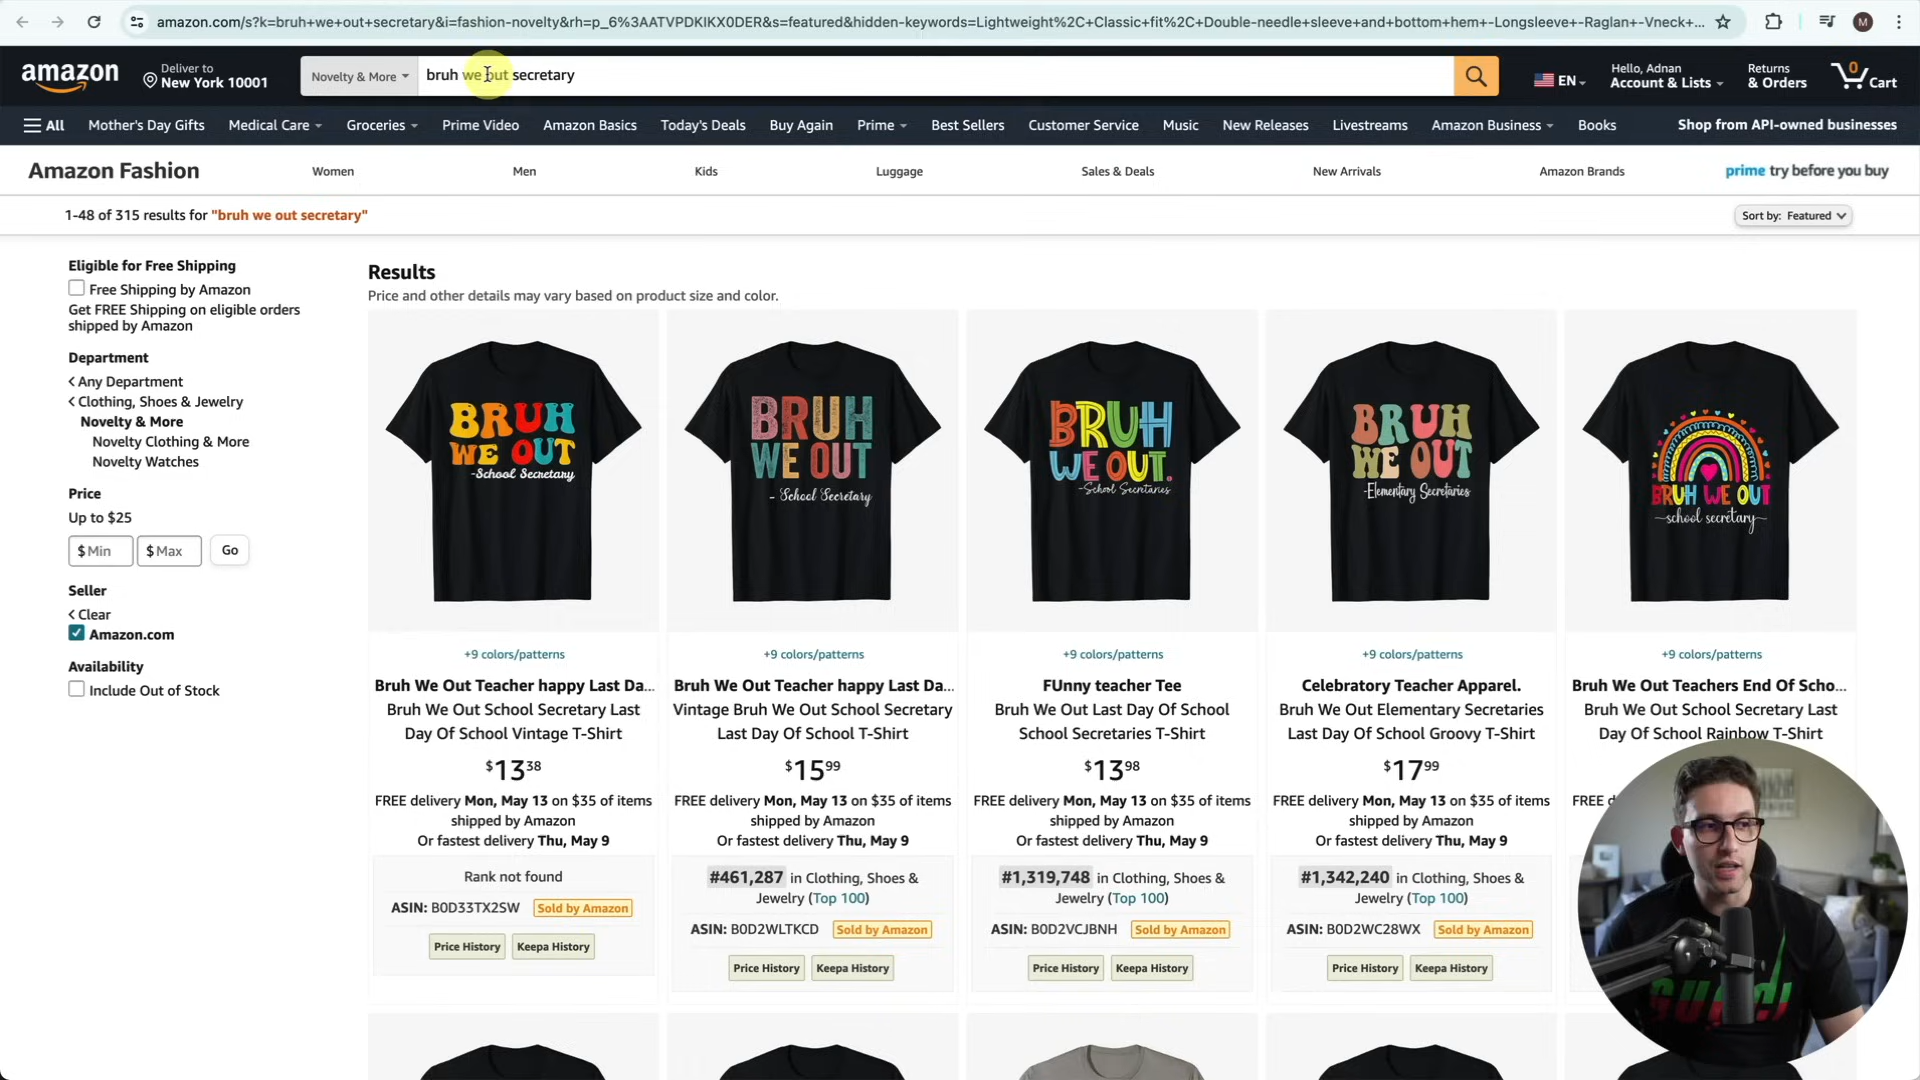 amazon.com/s?k=bruh+we+out+secretary&i=fashion-novelty&rh=p_6%3AATVPDKIKX0DER&s=featured&hidden-keywords=Lightweight%2C+Classic+fit%2C+Double-needle+sleeve+and+bottom+hem+-Longsleeve+-Raglan+-Vneck+...
M
amazon
Deliver to
New York 10001
Novelty & More
bruh we out secretary
EN
Hello, Adnan
Account & Lists
Returns
& Orders
0
Cart
All
Mother's Day Gifts
Medical Care
Groceries
Prime Video
Amazon Basics
Today's Deals
Buy Again
Prime
Best Sellers
Customer Service
Music
New Releases
Livestreams
Amazon Business
Books
Shop from API-owned businesses
Amazon Fashion
Women
Men
Kids
Luggage
Sales & Deals
New Arrivals
Amazon Brands
prime try before you buy
1-48 of 315 results for "bruh we out secretary"
Sort by: Featured
Eligible for Free Shipping
Free Shipping by Amazon
Get FREE Shipping on eligible orders
shipped by Amazon
Department
Any Department
Clothing, Shoes & Jewelry
Novelty & More
Novelty Clothing & More
Novelty Watches
Price
Up to $25
$ Min
$ Max
Go
Seller
Clear
Amazon.com
Availability
Include Out of Stock
Results
Price and other details may vary based on product size and color.
BRUH
WE OUT
-School Secretary
+9 colors/patterns
Bruh We Out Teacher happy Last Da...
Bruh We Out School Secretary Last
Day Of School Vintage T-Shirt
$13 38
FREE delivery Mon, May 13 on $35 of items
shipped by Amazon
Or fastest delivery Thu, May 9
Rank not found
ASIN: B0D33TX2SW Sold by Amazon
Price History Keepa History
BRUH
WE OUT
- School Secretary
+9 colors/patterns
Bruh We Out Teacher happy Last Da...
Vintage Bruh We Out School Secretary
Last Day Of School T-Shirt
$15 99
FREE delivery Mon, May 13 on $35 of items
shipped by Amazon
Or fastest delivery Thu, May 9
#461,287 in Clothing, Shoes &
Jewelry (Top 100)
ASIN: B0D2WLTKCD Sold by Amazon
Price History Keepa History
BRUH
WE OUT.
-School Secretaries
+9 colors/patterns
FUnny teacher Tee
Bruh We Out Last Day Of School
School Secretaries T-Shirt
$13 98
FREE delivery Mon, May 13 on $35 of items
shipped by Amazon
Or fastest delivery Thu, May 9
#1,319,748 in Clothing, Shoes &
Jewelry (Top 100)
ASIN: B0D2VCJBNH Sold by Amazon
Price History Keepa History
BRUH
WE OUT
-Elementary Secretaries
+9 colors/patterns
Celebratory Teacher Apparel.
Bruh We Out Elementary Secretaries
Last Day Of School Groovy T-Shirt
$17 99
FREE delivery Mon, May 13 on $35 of items
shipped by Amazon
Or fastest delivery Thu, May 9
#1,342,240 in Clothing, Shoes &
Jewelry (Top 100)
ASIN: B0D2WC28WX Sold by Amazon
Price History Keepa History
BRUH WE OUT
school secretary
+9 colors/patterns
Bruh We Out Teachers End Of Scho...
Bruh We Out School Secretary Last
Day Of School Rainbow T-Shirt
FREE